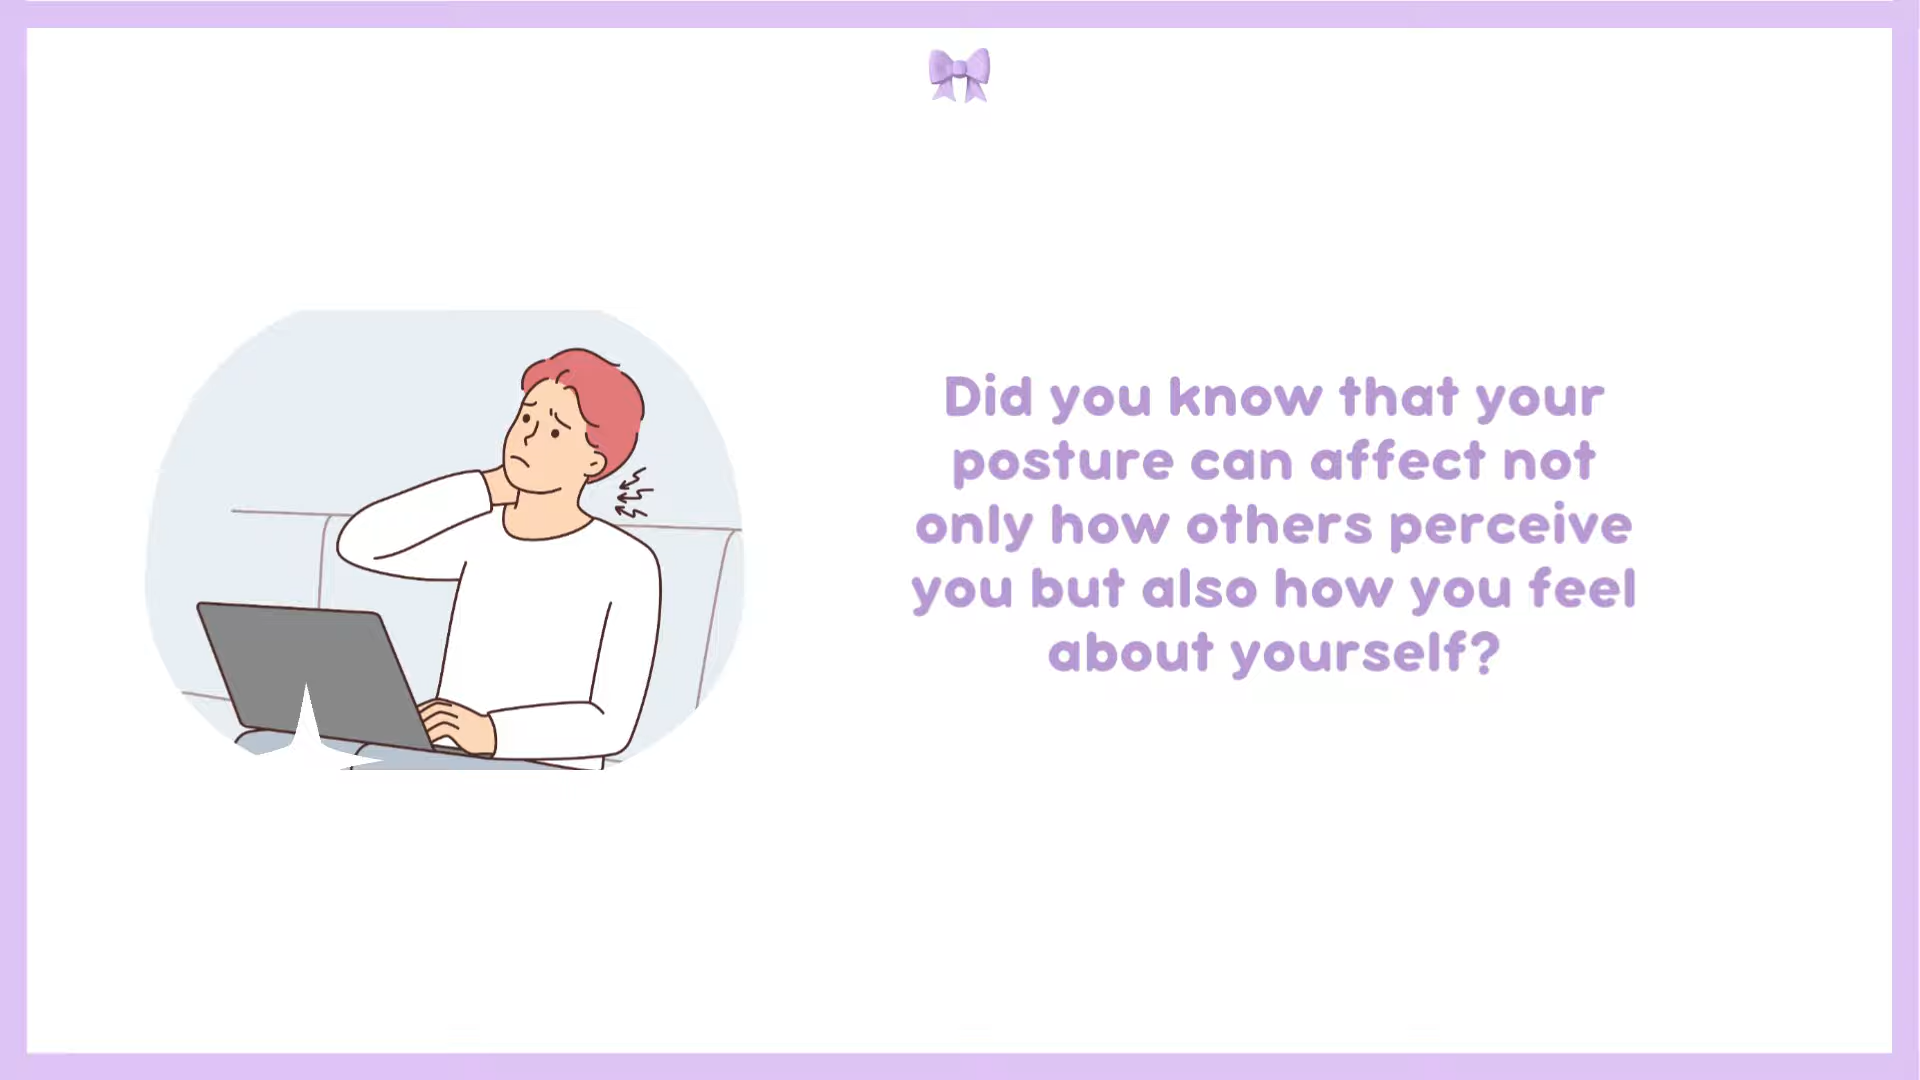 Did you know that your
posture can affect not
only how others perceive
you but also how you feel
about yourself?